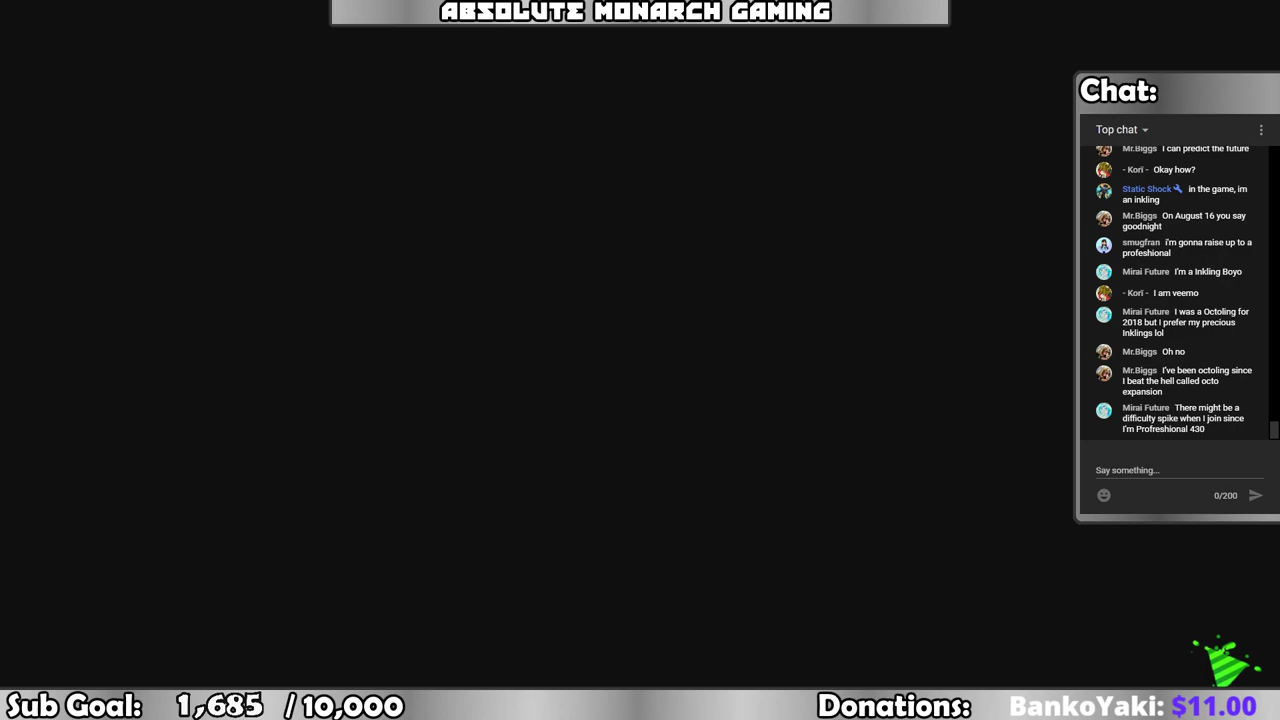 ABSOLUTE MONARCH GAMING
Chat:
Top chat
Mr.Biggs I can predict the future
- Kori - Okay how?
Static Shock in the game, im
an inkling
Mr.Biggs On August 16 you say
goodnight
smugfran i'm gonna raise up to a
profeshional
Mirai Future I'm a Inkling Boyo
- Kori - I am veemo
Mirai Future I was a Octoling for
2018 but I prefer my precious
Inklings lol
Mr.Biggs Oh no
Mr.Biggs I've been octoling since
I beat the hell called octo
expansion
Mirai Future There might be a
difficulty spike when I join since
I'm Profreshional 430
Say something...
0/200
Sub Goal: 1,685 / 10,000
Donations: BankoYaki: $11.00